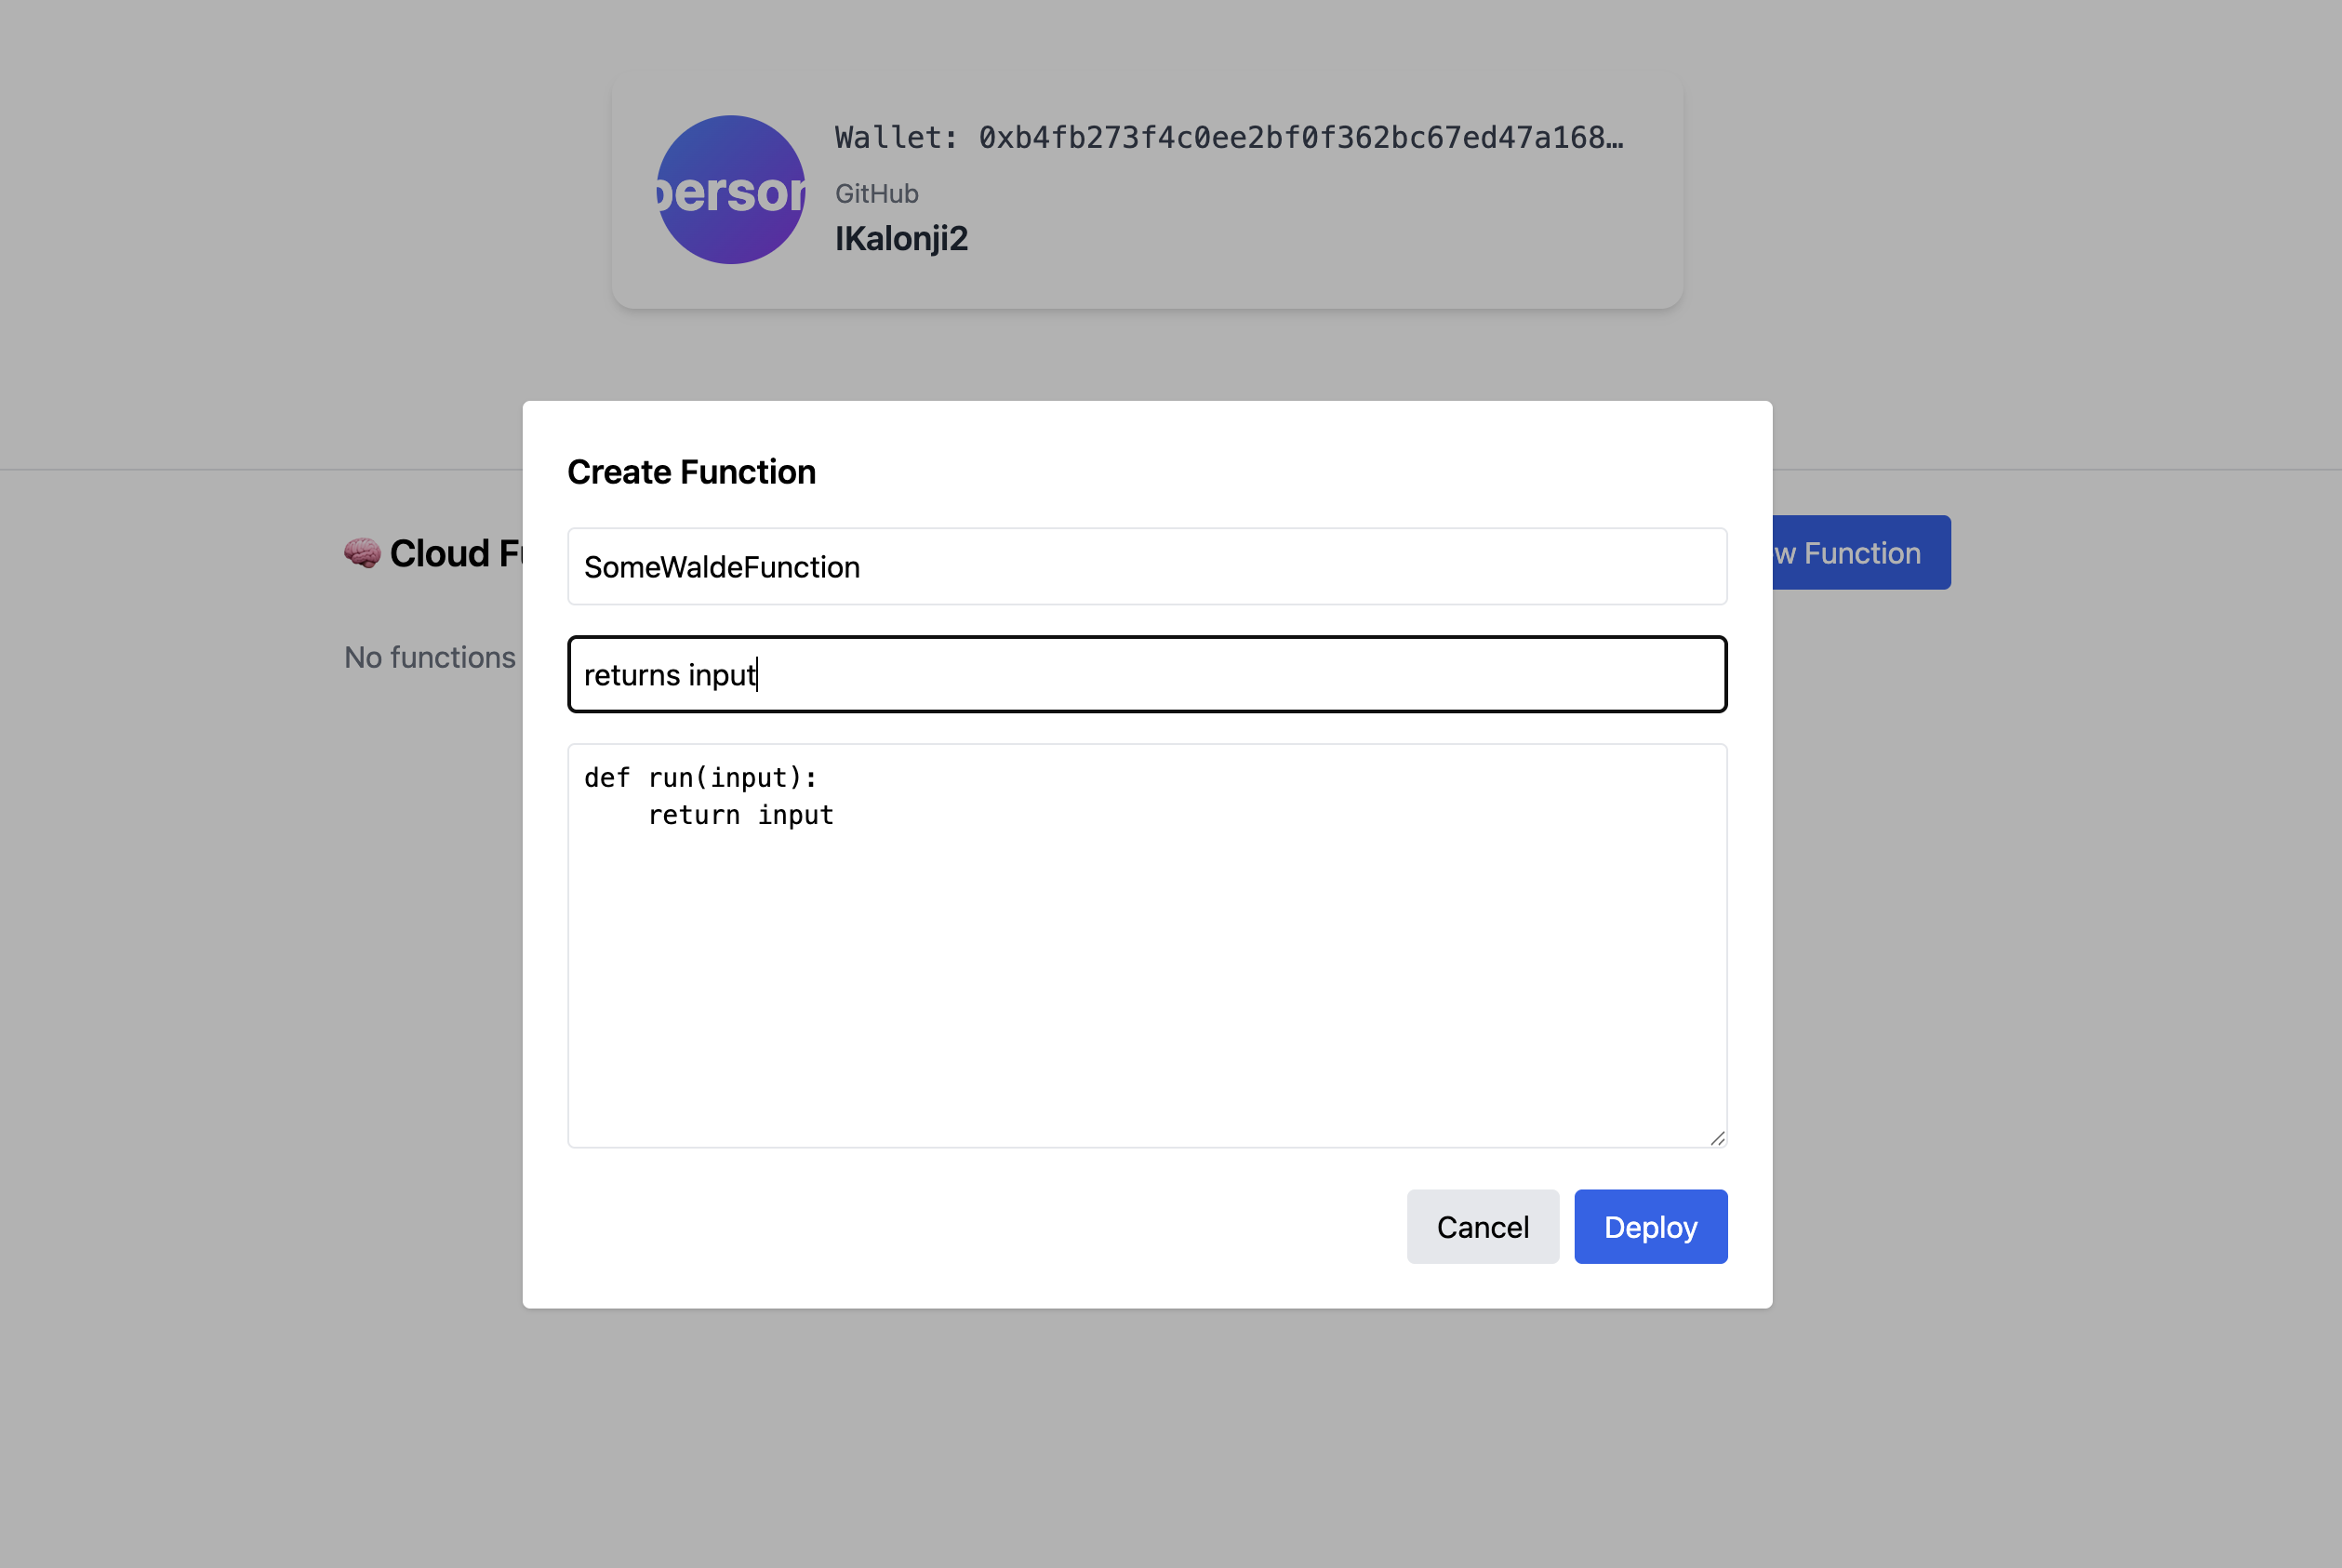 Wallet: 0xb4fb273f4c0ee2bf0f362bc67ed47a168…
person
GitHub
IKalonji2
Create Function
🧠 Cloud Fu
w Function
SomeWaldeFunction
No functions
returns input
def run(input):
    return input
Cancel
Deploy